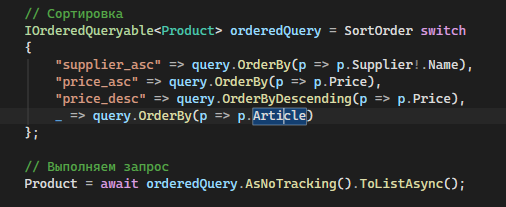 // Сортировка
IOrderedQueryable<Product> orderedQuery = SortOrder switch
{
    "supplier_asc" => query.OrderBy(p => p.Supplier!.Name),
    "price_asc" => query.OrderBy(p => p.Price),
    "price_desc" => query.OrderByDescending(p => p.Price),
    _ => query.OrderBy(p => p.Article)
};

// Выполняем запрос
Product = await orderedQuery.AsNoTracking().ToListAsync();